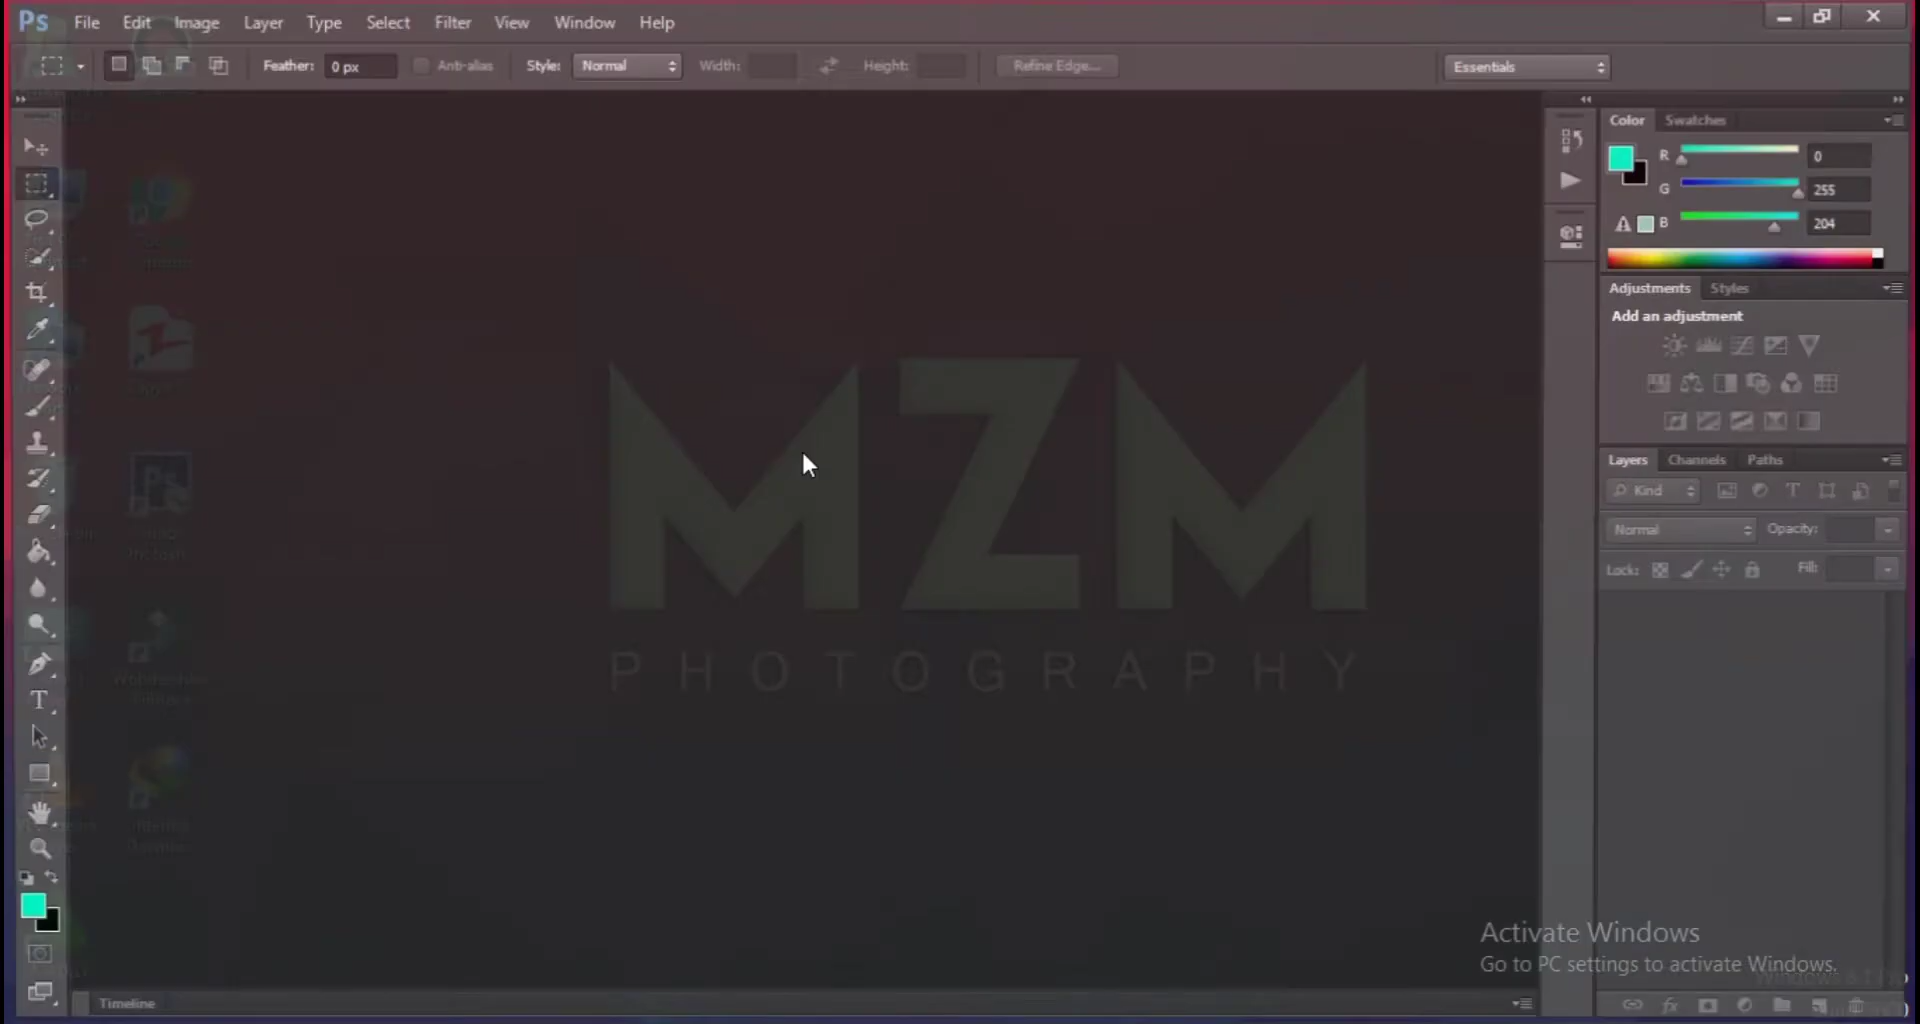 Ps File Edit Image Layer Type Select Filter View Window Help
Feather: 0 px Anti-alias Style: Normal Width: Height: Refine Edge... Essentials
Color Swatches
R 0
G 255
B 204
Adjustments Styles
Add an adjustment
Layers Channels Paths
Kind
Normal Opacity:
Lock: Fill:
MZM
PHOTOGRAPHY
Activate Windows
Go to PC settings to activate Windows.
Timeline